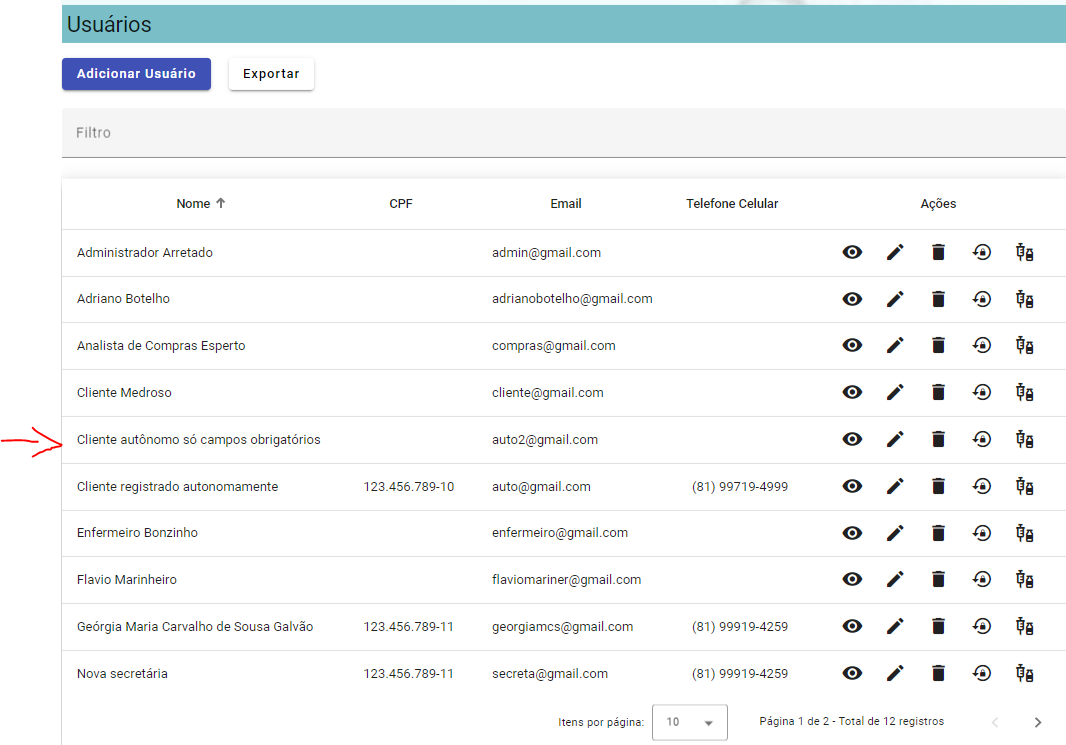 Usuários
Adicionar Usuário Exportar
Filtro
Nome CPF Email Telefone Celular Ações
Administrador Arretado admin@gmail.com
Adriano Botelho adrianobotelho@gmail.com
Analista de Compras Esperto compras@gmail.com
Cliente Medroso cliente@gmail.com
Cliente autônomo só campos obrigatórios auto2@gmail.com
Cliente registrado autonomamente 123.456.789-10 auto@gmail.com (81) 99719-4999
Enfermeiro Bonzinho enfermeiro@gmail.com
Flavio Marinheiro flaviomariner@gmail.com
Geórgia Maria Carvalho de Sousa Galvão 123.456.789-11 georgiamcs@gmail.com (81) 99919-4259
Nova secretária 123.456.789-11 secreta@gmail.com (81) 99919-4259
Itens por página: 10 Página 1 de 2 - Total de 12 registros